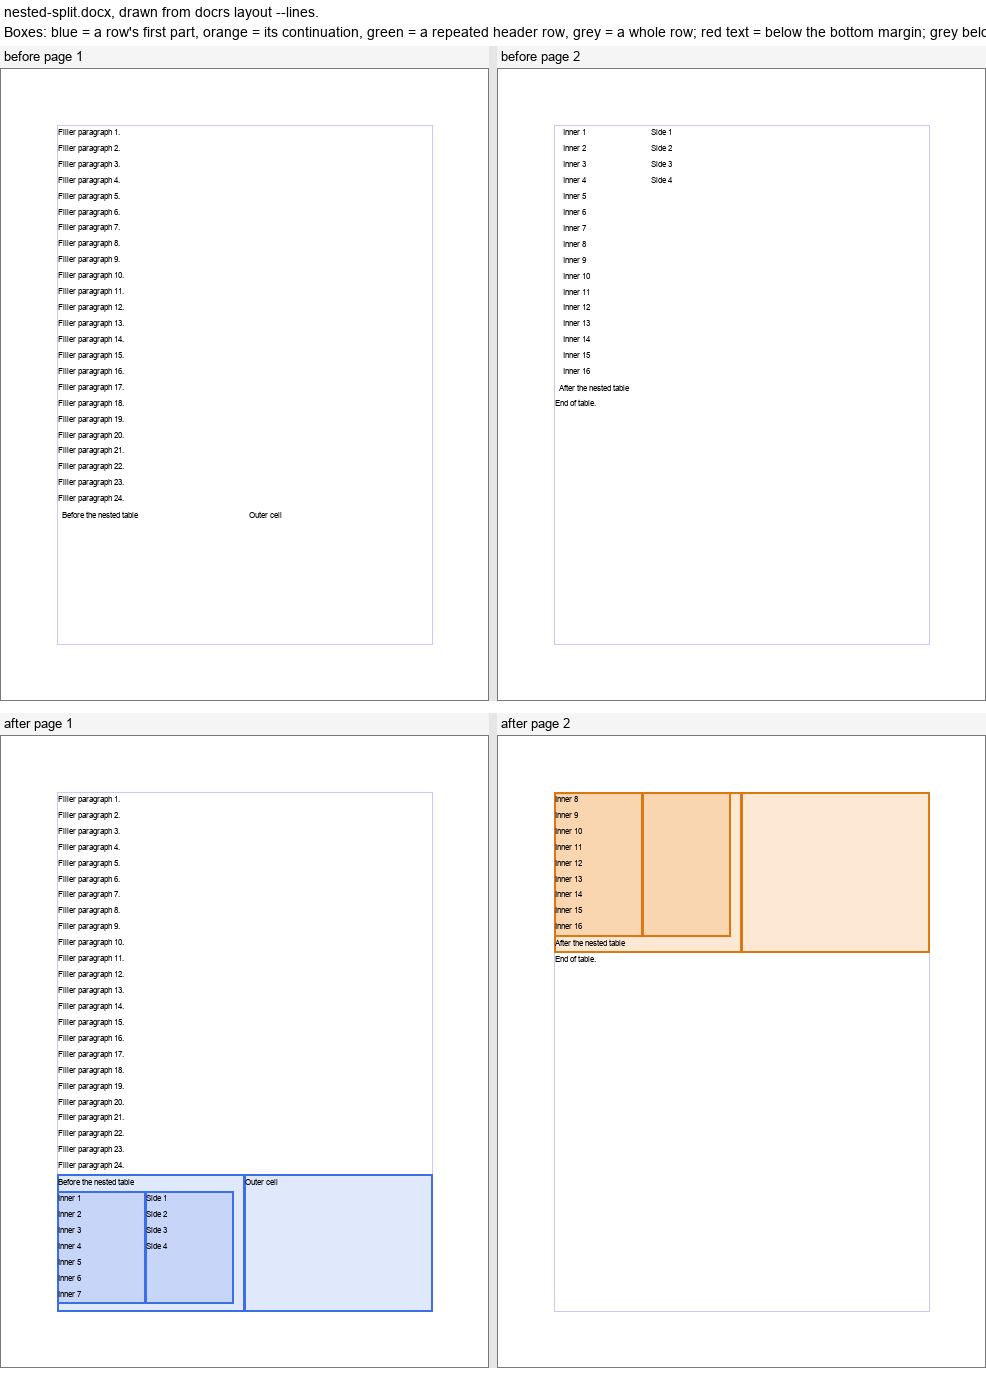 nested-split.docx, drawn from docrs layout --lines.
Boxes: blue = a row's first part, orange = its continuation, green = a repeated header row, grey = a whole row; red text = below the bottom margin; grey
before page 1
before page 2
Filler paragraph 1.
Filler paragraph 2.
Filler paragraph 3.
Filler paragraph 4.
Filler paragraph 5.
Filler paragraph 6.
Filler paragraph 7.
Filler paragraph 8.
Filler paragraph 9.
Filler paragraph 10.
Filler paragraph 11.
Filler paragraph 12.
Filler paragraph 13.
Filler paragraph 14.
Filler paragraph 15.
Filler paragraph 16.
Filler paragraph 17.
Filler paragraph 18.
Filler paragraph 19.
Filler paragraph 20.
Filler paragraph 21.
Filler paragraph 22.
Filler paragraph 23.
Filler paragraph 24.
Before the nested table Outer cell
Inner 1 Side 1
Inner 2 Side 2
Inner 3 Side 3
Inner 4 Side 4
Inner 5
Inner 6
Inner 7
Inner 8
Inner 9
Inner 10
Inner 11
Inner 12
Inner 13
Inner 14
Inner 15
Inner 16
After the nested table
End of table.
after page 1
after page 2
Filler paragraph 1.
Filler paragraph 2.
Filler paragraph 3.
Filler paragraph 4.
Filler paragraph 5.
Filler paragraph 6.
Filler paragraph 7.
Filler paragraph 8.
Filler paragraph 9.
Filler paragraph 10.
Filler paragraph 11.
Filler paragraph 12.
Filler paragraph 13.
Filler paragraph 14.
Filler paragraph 15.
Filler paragraph 16.
Filler paragraph 17.
Filler paragraph 18.
Filler paragraph 19.
Filler paragraph 20.
Filler paragraph 21.
Filler paragraph 22.
Filler paragraph 23.
Filler paragraph 24.
Before the nested table Outer cell
Inner 1 Side 1
Inner 2 Side 2
Inner 3 Side 3
Inner 4 Side 4
Inner 5
Inner 6
Inner 7
Inner 8
Inner 9
Inner 10
Inner 11
Inner 12
Inner 13
Inner 14
Inner 15
Inner 16
After the nested table
End of table.